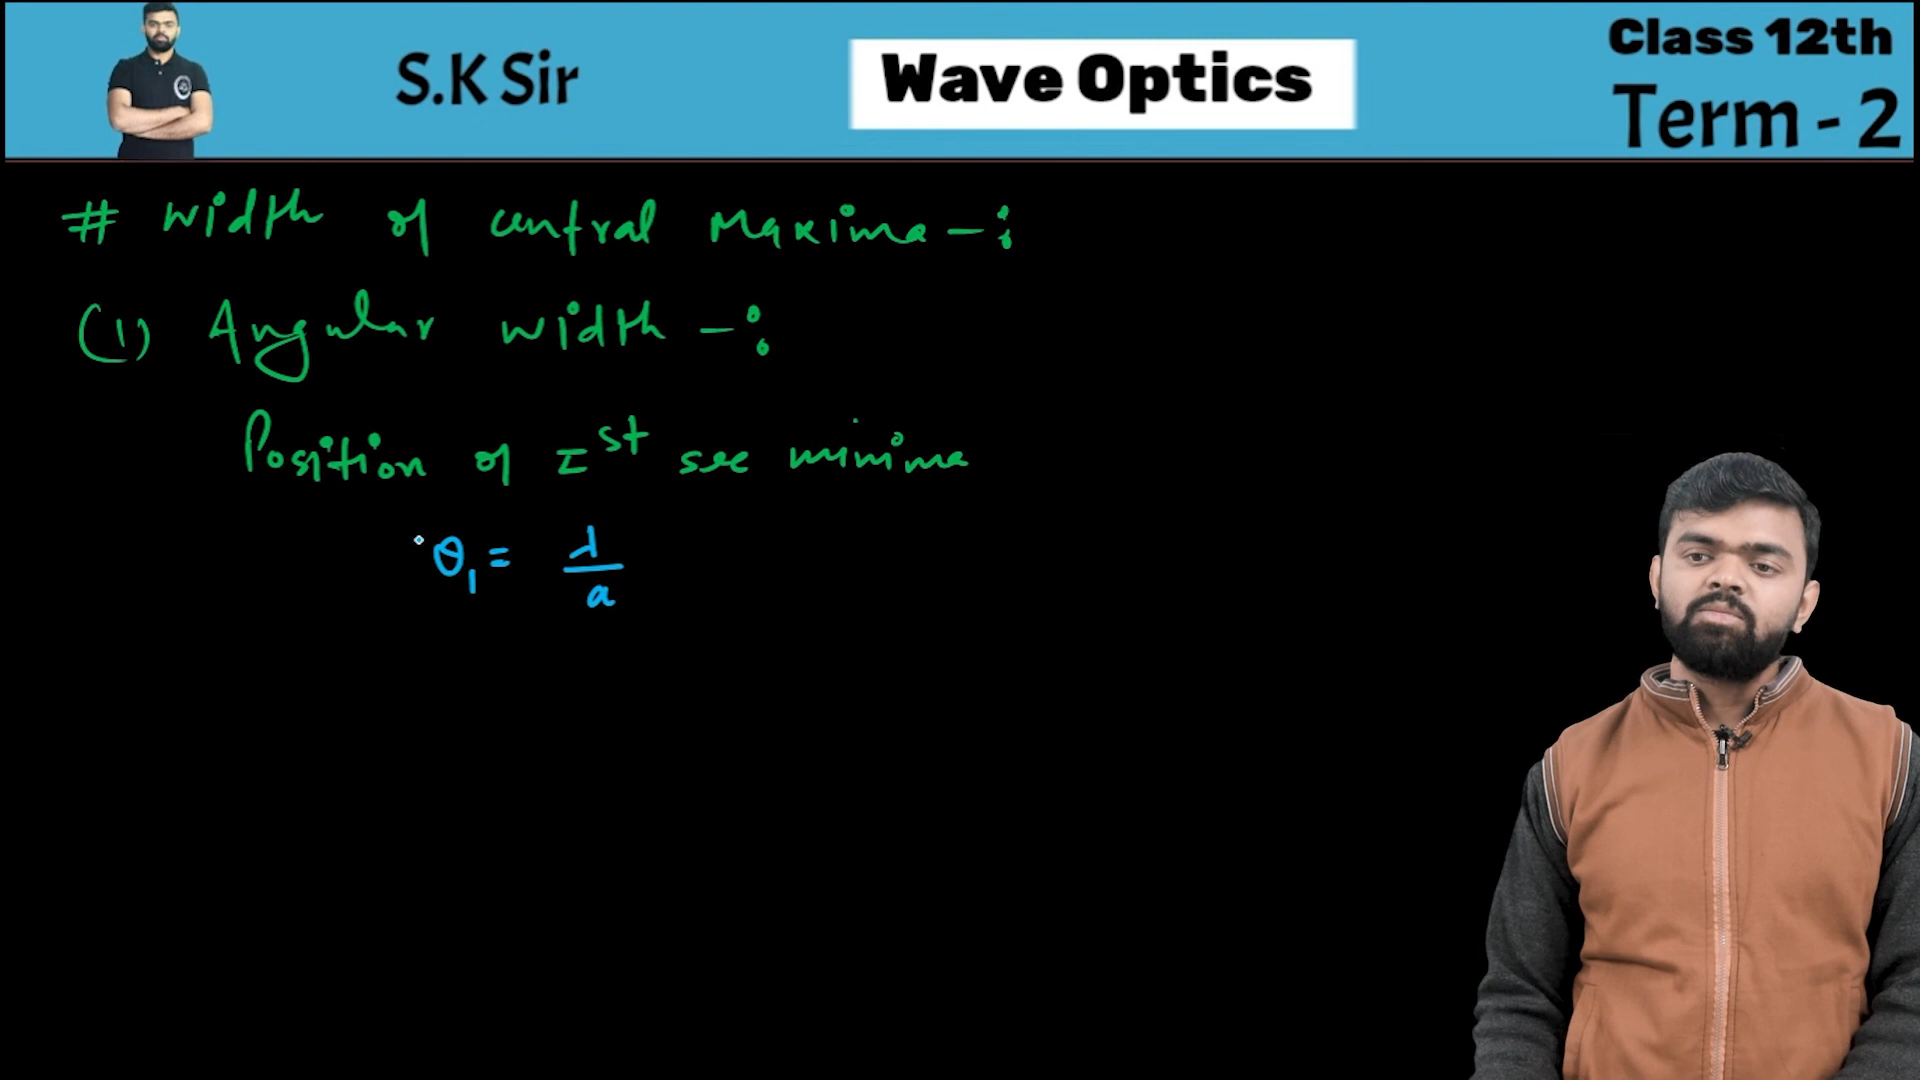 S.K Sir
Wave Optics
Class 12th
Term - 2
# Width of central Maxima -:
(1) Angular width -:
Position of Ist sec minima
θ₁ = λ/a